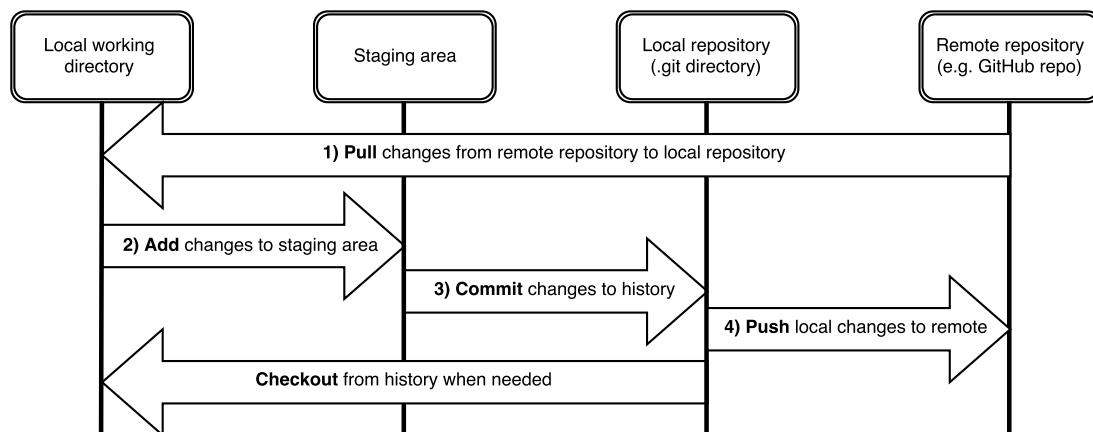 Local working
directory
Staging area
Local repository
(.git directory)
Remote repository
(e.g. GitHub repo)
1) Pull changes from remote repository to local repository
2) Add changes to staging area
3) Commit changes to history
4) Push local changes to remote
Checkout from history when needed